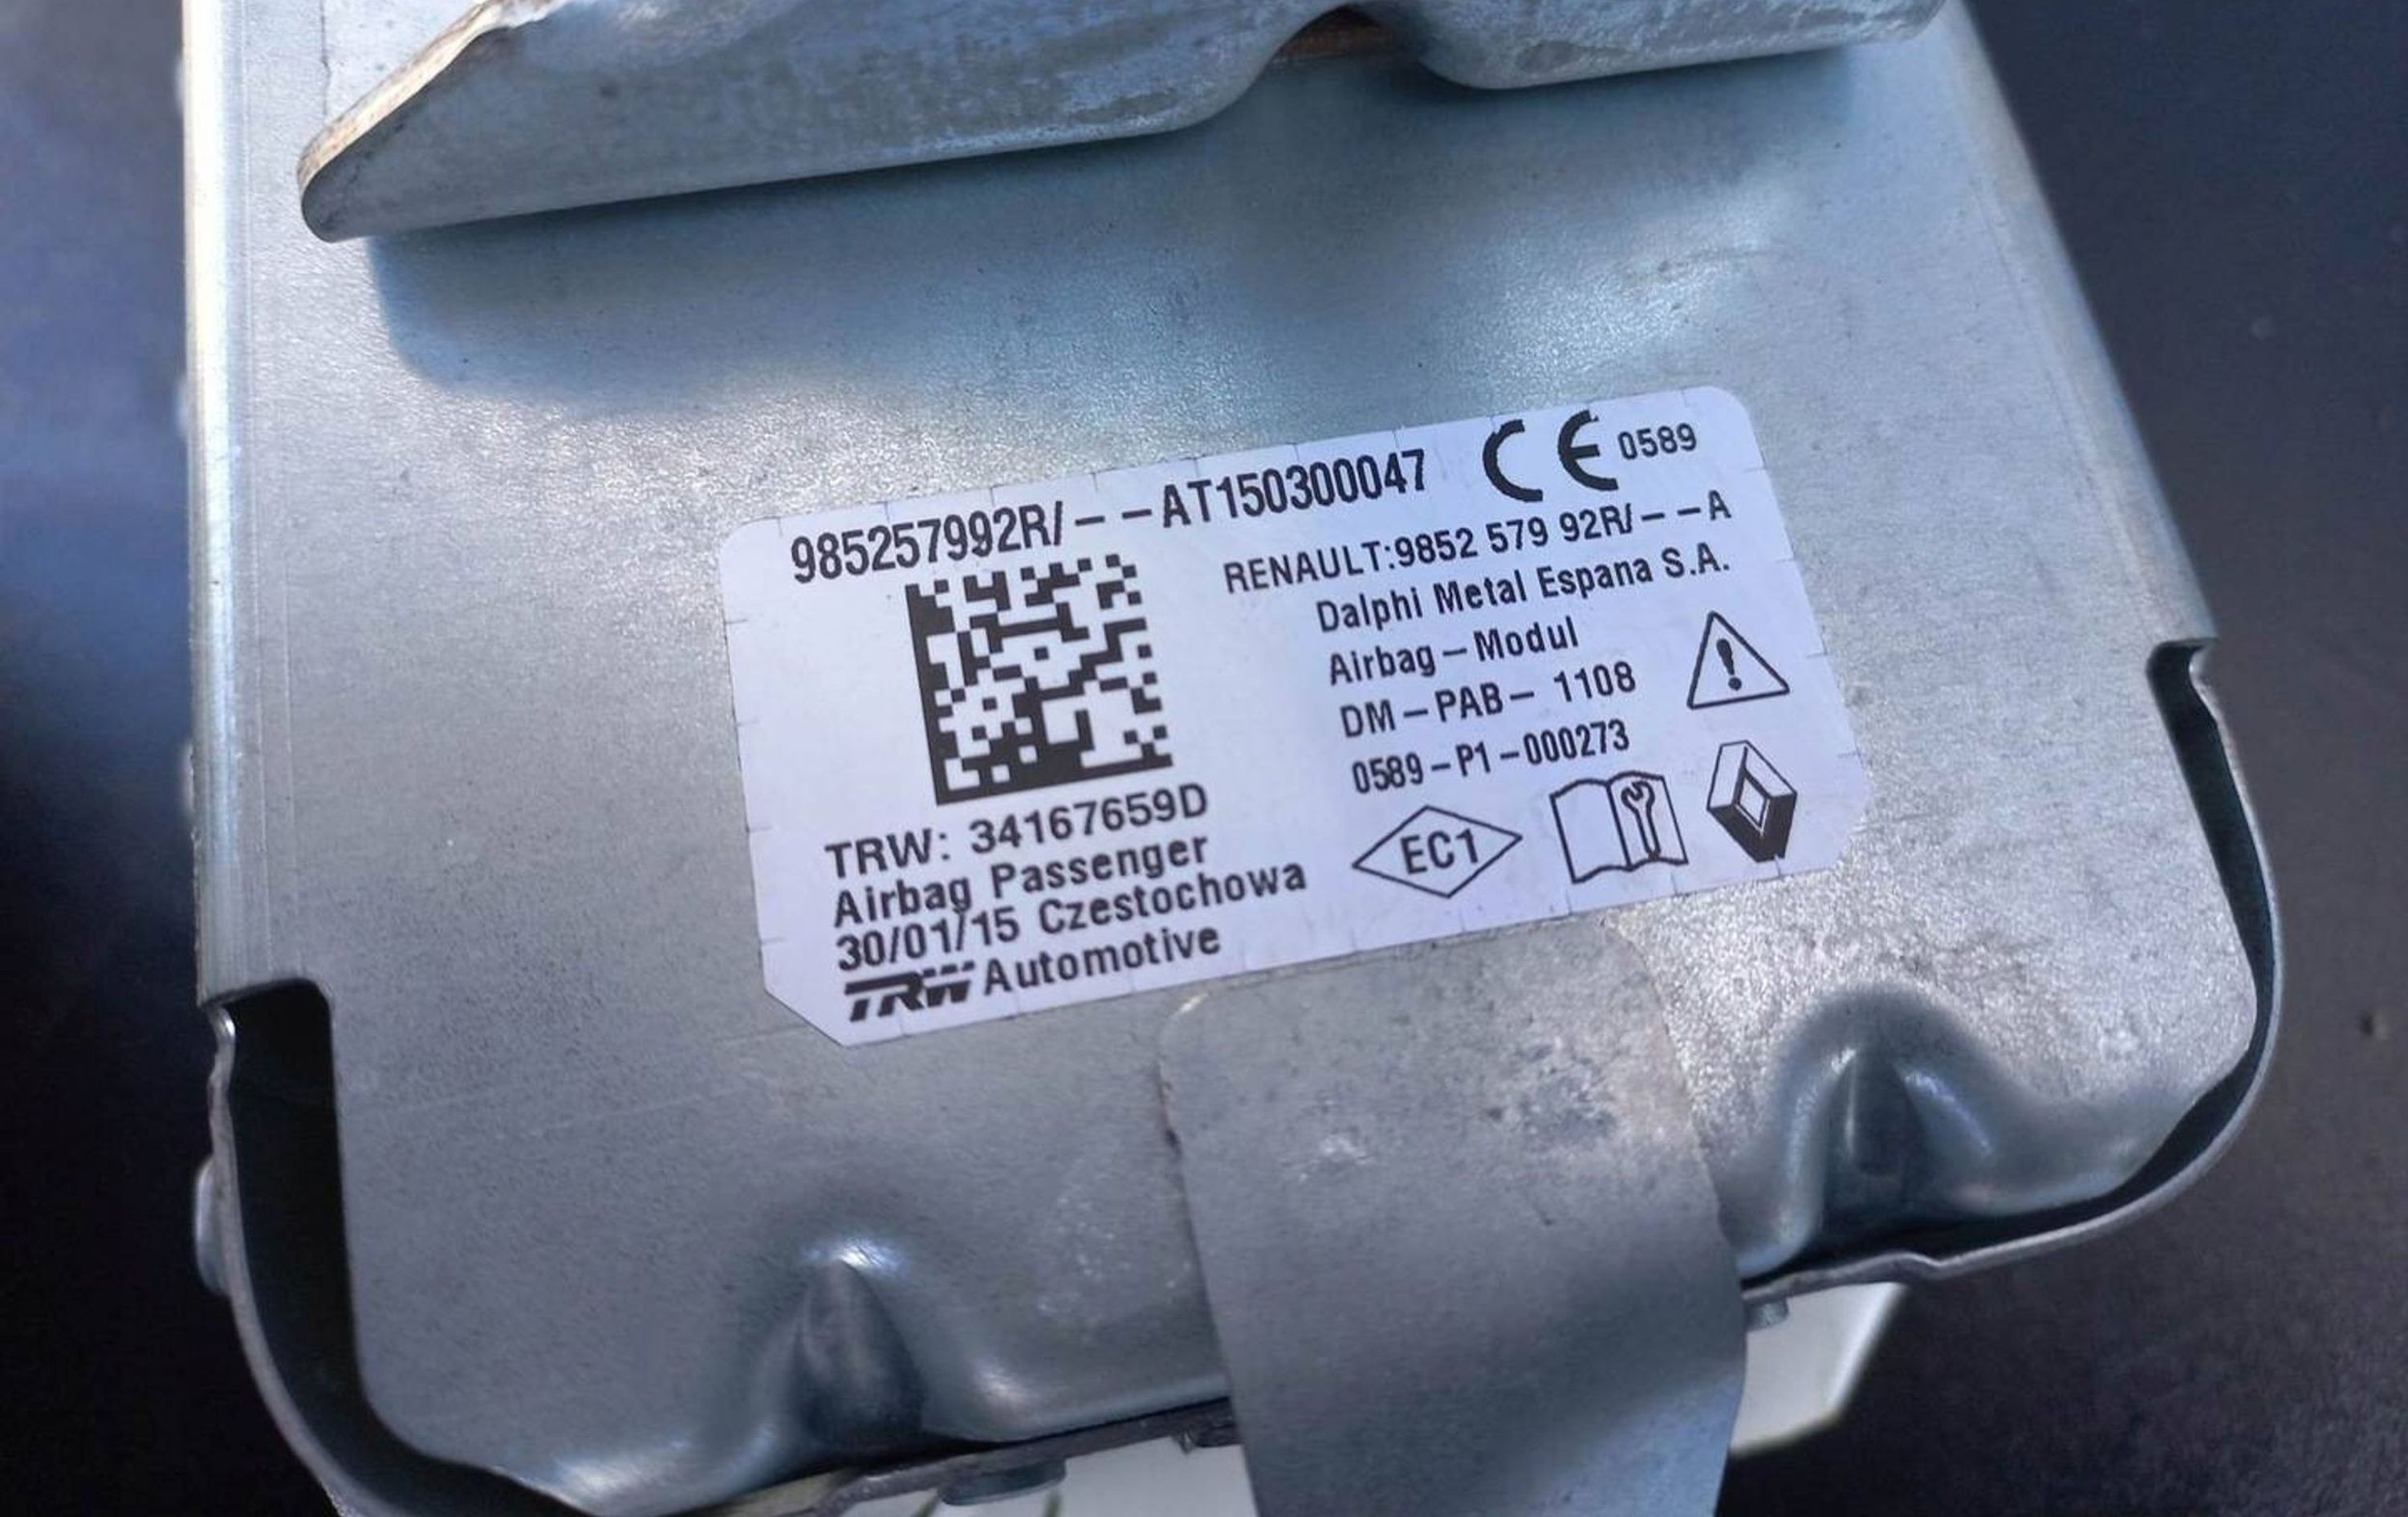 985257992R/- -AT150300047 CE 0589
RENAULT:9852 579 92R/- -A
Dalphi Metal Espana S.A.
Airbag-Modul
DM-PAB- 1108
0589-P1-000273
EC1
TRW: 34167659D
Airbag Passenger
30/01/15 Czestochowa
TRW Automotive